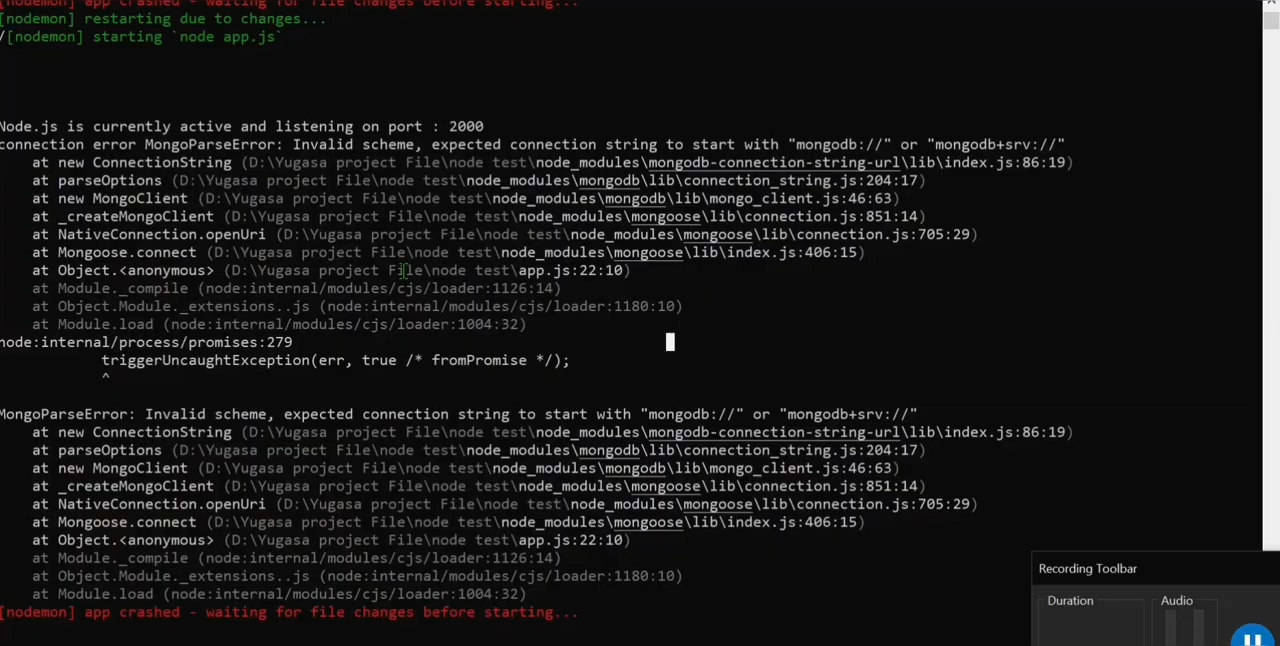 [nodemon] app crashed - waiting for file changes before starting...
[nodemon] restarting due to changes...
/[nodemon] starting `node app.js`
Node.js is currently active and listening on port : 2000
connection error MongoParseError: Invalid scheme, expected connection string to start with "mongodb://" or "mongodb+srv://"
at new ConnectionString (D:\Yugasa project File\node test\node_modules\mongodb-connection-string-url\lib\index.js:86:19)
at parseOptions (D:\Yugasa project File\node test\node_modules\mongodb\lib\connection_string.js:204:17)
at new MongoClient (D:\Yugasa project File\node test\node_modules\mongodb\lib\mongo_client.js:46:63)
at _createMongoClient (D:\Yugasa project File\node test\node_modules\mongoose\lib\connection.js:851:14)
at NativeConnection.openUri (D:\Yugasa project File\node test\node_modules\mongoose\lib\connection.js:705:29)
at Mongoose.connect (D:\Yugasa project File\node test\node_modules\mongoose\lib\index.js:406:15)
at Object.<anonymous> (D:\Yugasa project File\node test\app.js:22:10)
at Module._compile (node:internal/modules/cjs/loader:1126:14)
at Object.Module._extensions..js (node:internal/modules/cjs/loader:1180:10)
at Module.load (node:internal/modules/cjs/loader:1004:32)
node:internal/process/promises:279
triggerUncaughtException(err, true /* fromPromise */);
^
MongoParseError: Invalid scheme, expected connection string to start with "mongodb://" or "mongodb+srv://"
at new ConnectionString (D:\Yugasa project File\node test\node_modules\mongodb-connection-string-url\lib\index.js:86:19)
at parseOptions (D:\Yugasa project File\node test\node_modules\mongodb\lib\connection_string.js:204:17)
at new MongoClient (D:\Yugasa project File\node test\node_modules\mongodb\lib\mongo_client.js:46:63)
at _createMongoClient (D:\Yugasa project File\node test\node_modules\mongoose\lib\connection.js:851:14)
at NativeConnection.openUri (D:\Yugasa project File\node test\node_modules\mongoose\lib\connection.js:705:29)
at Mongoose.connect (D:\Yugasa project File\node test\node_modules\mongoose\lib\index.js:406:15)
at Object.<anonymous> (D:\Yugasa project File\node test\app.js:22:10)
at Module._compile (node:internal/modules/cjs/loader:1126:14)
at Object.Module._extensions..js (node:internal/modules/cjs/loader:1180:10)
at Module.load (node:internal/modules/cjs/loader:1004:32)
[nodemon] app crashed - waiting for file changes before starting...
Recording Toolbar
Duration
Audio